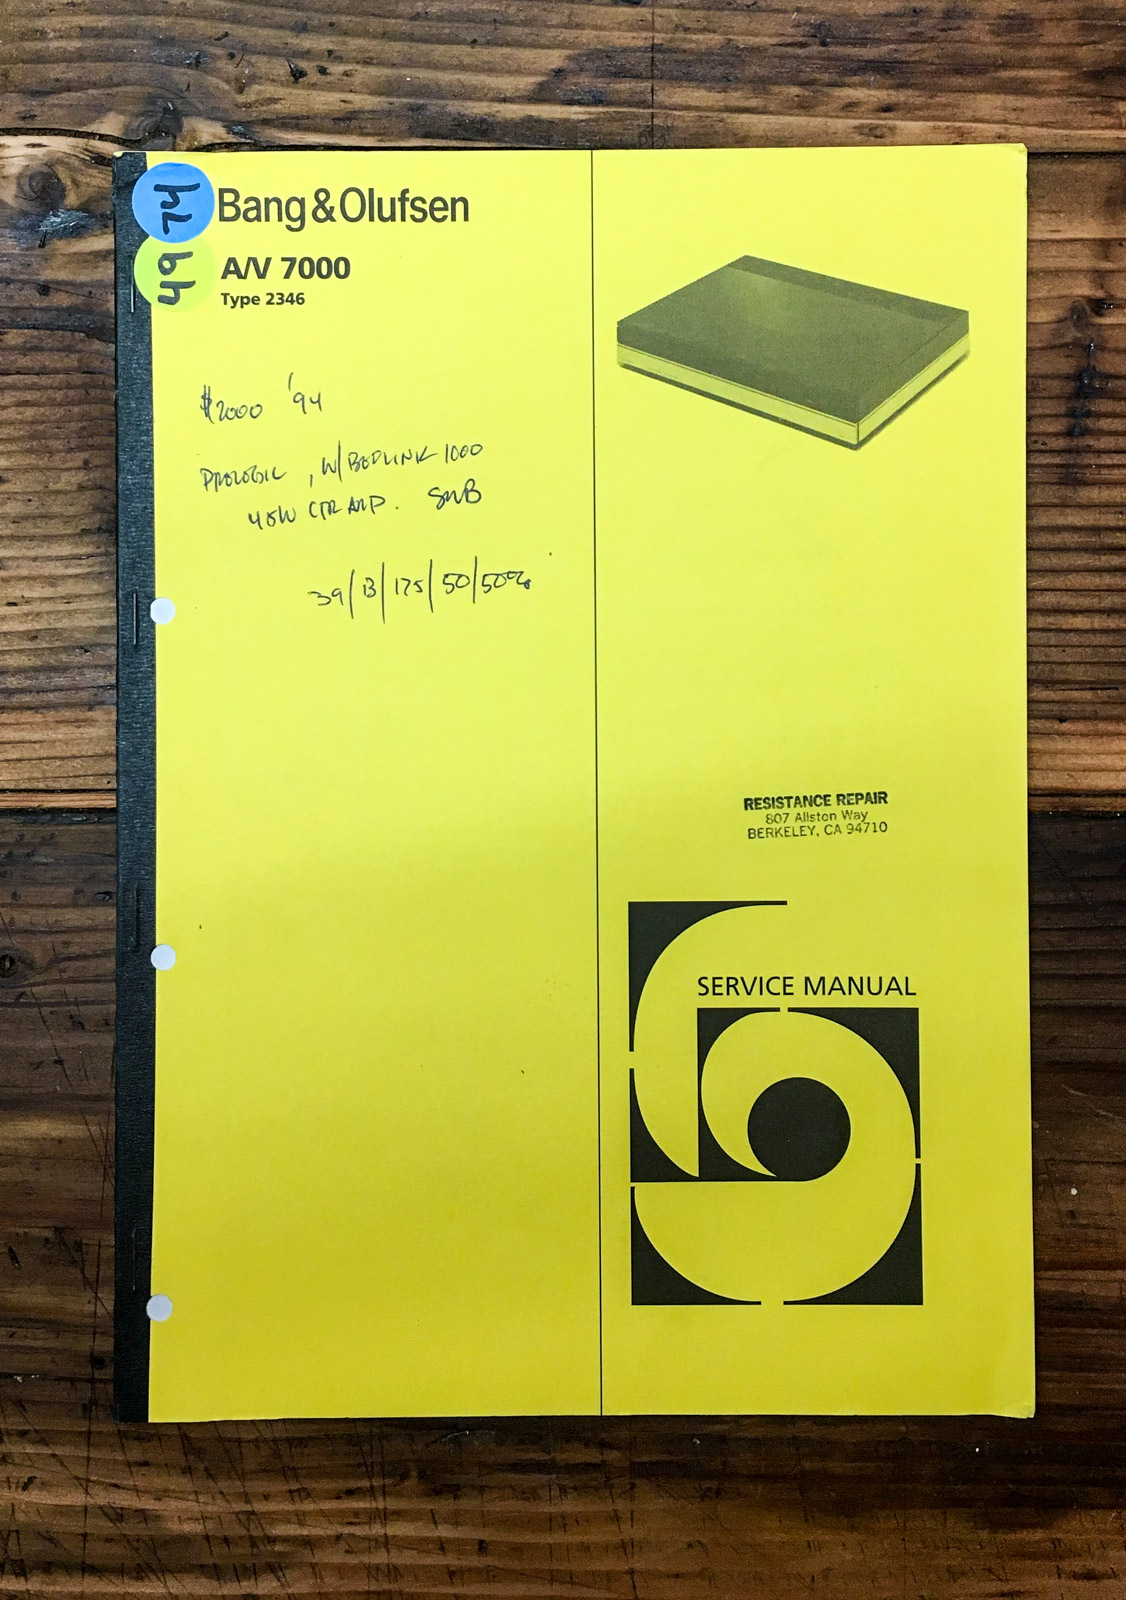 74
Bang & Olufsen
64
A/V 7000
Type 2346
$2000 '94
PROLOGIC, W/BEOLINK 1000
45W CTR AMP. SUB
39/13/175/50/50%
RESISTANCE REPAIR
807 Allston Way
BERKELEY, CA 94710
SERVICE MANUAL